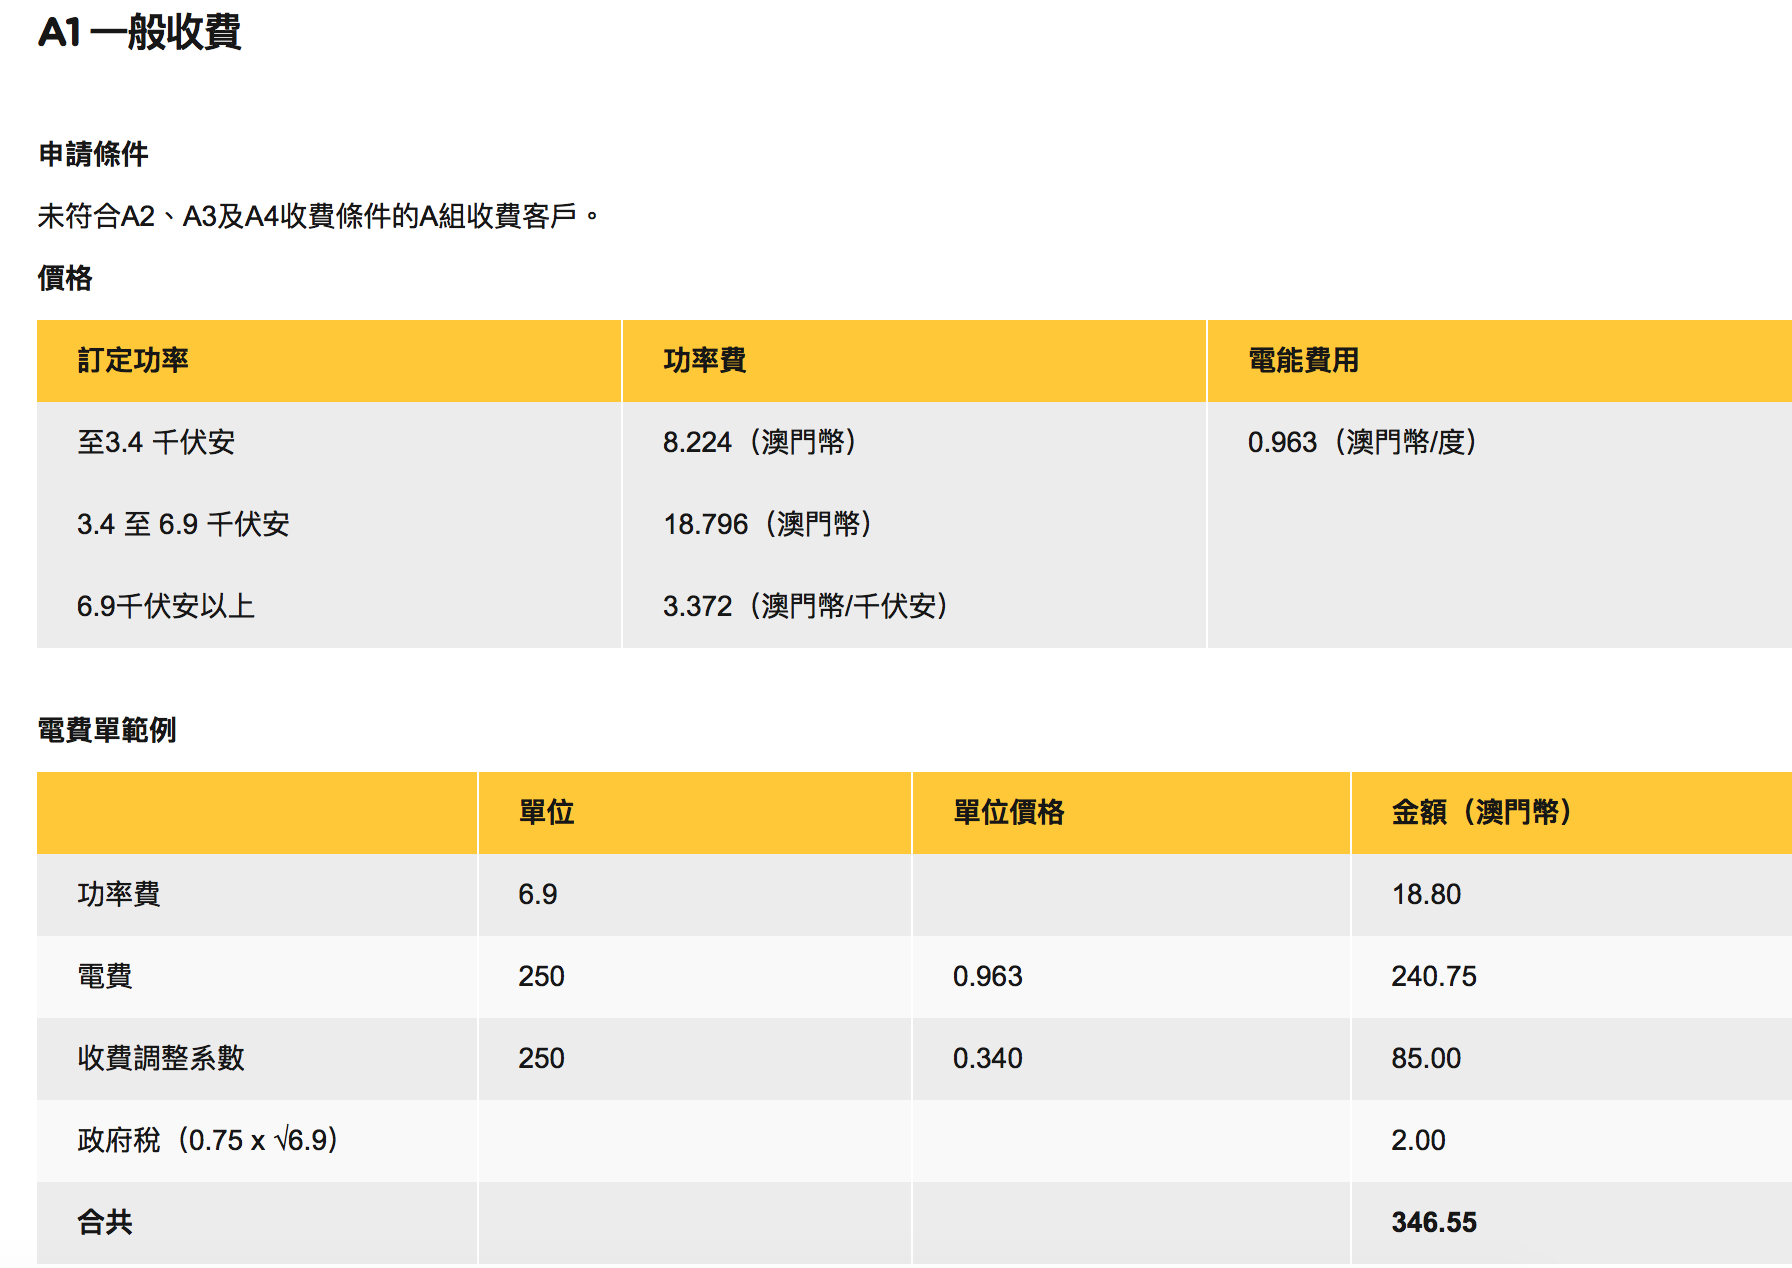 A1 一般收費
申請條件
未符合A2、A3及A4收費條件的A組收費客戶。
價格
訂定功率 功率費 電能費用
至3.4 千伏安 8.224（澳門幣） 0.963（澳門幣/度）
3.4 至 6.9 千伏安 18.796（澳門幣）
6.9千伏安以上 3.372（澳門幣/千伏安）
電費單範例
單位 單位價格 金額（澳門幣）
功率費 6.9 18.80
電費 250 0.963 240.75
收費調整系數 250 0.340 85.00
政府稅（0.75 x √6.9） 2.00
合共 346.55